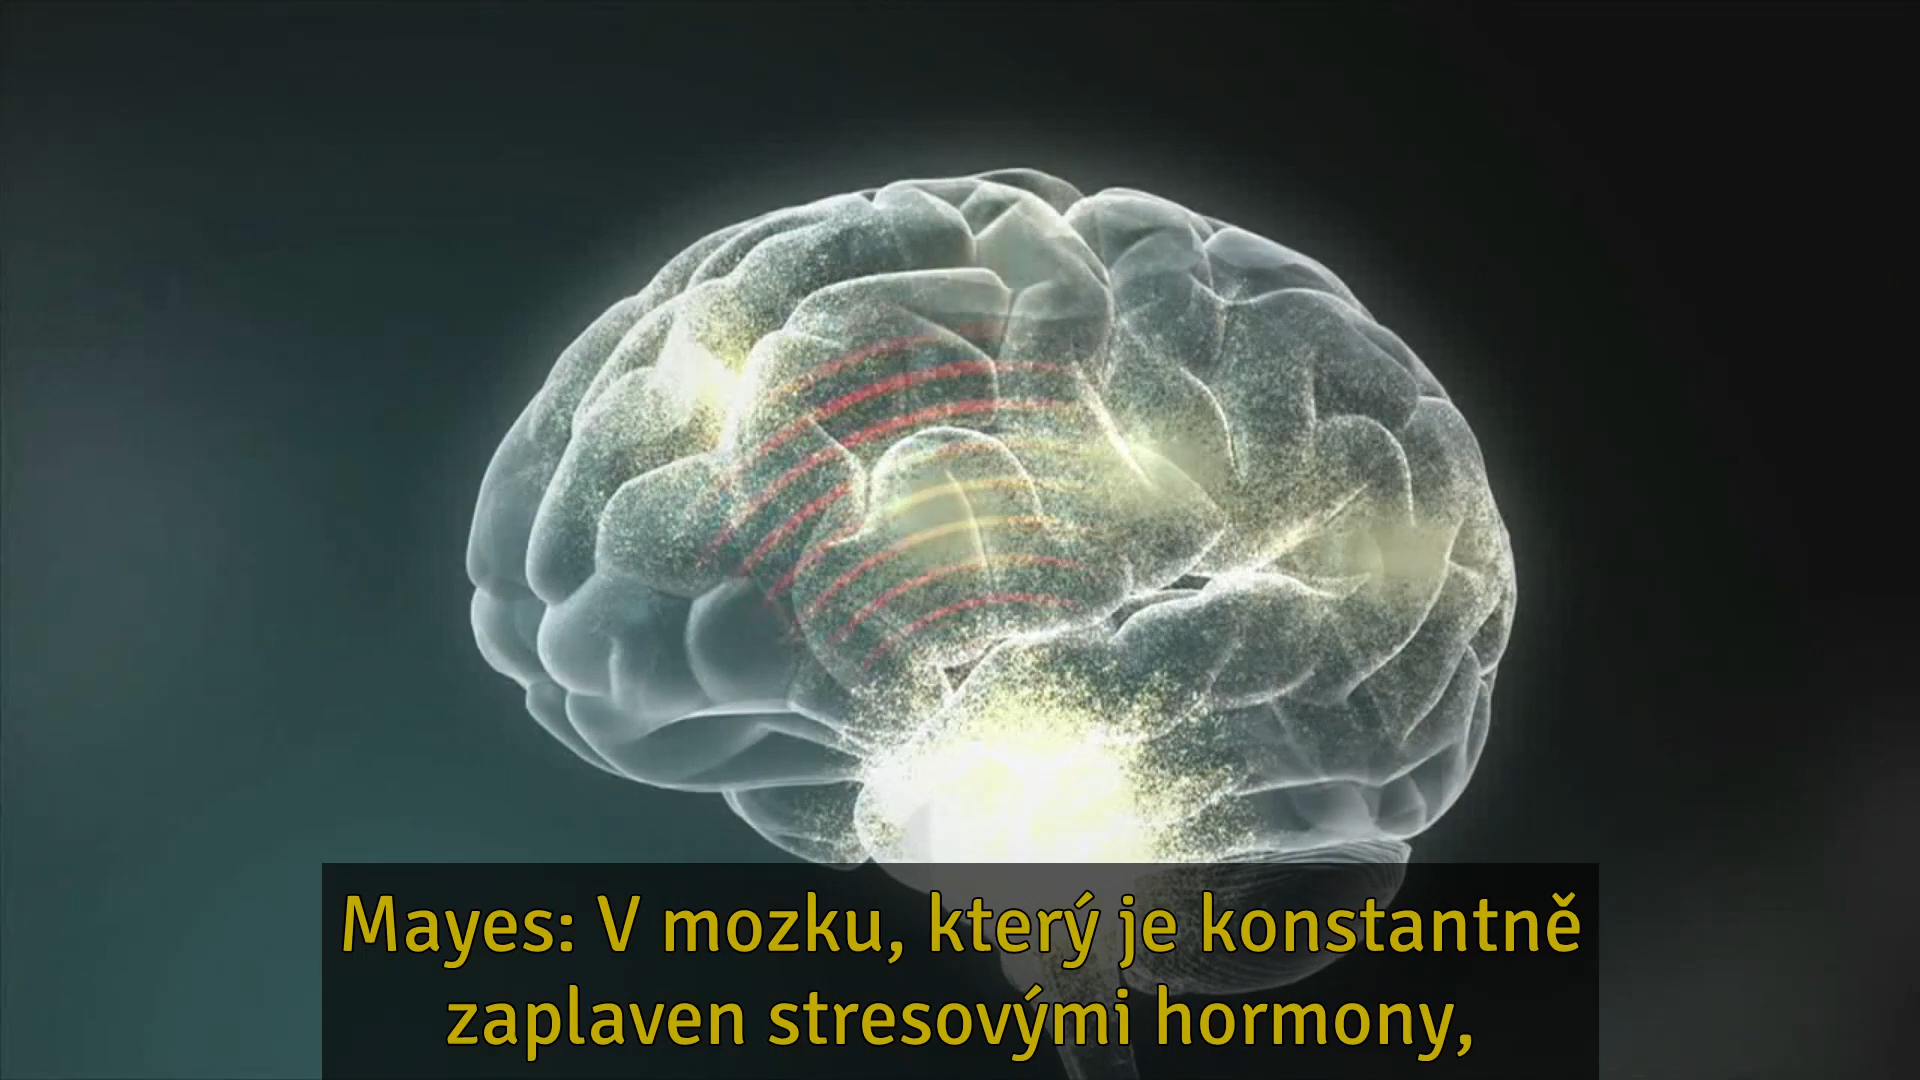 Mayes: V mozku, který je konstantně
zaplaven stresovými hormony,